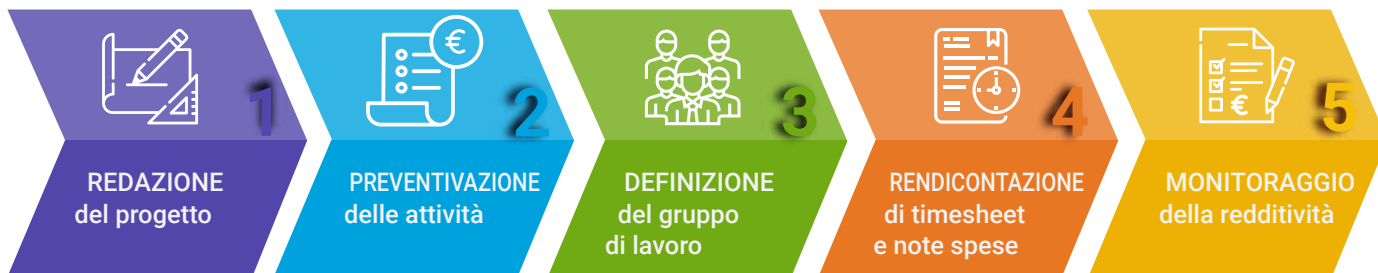 1
REDAZIONE
del progetto
€
2
PREVENTIVAZIONE
delle attività
3
DEFINIZIONE
del gruppo
di lavoro
4
RENDICONTAZIONE
di timesheet
e note spese
€
5
MONITORAGGIO
della redditività